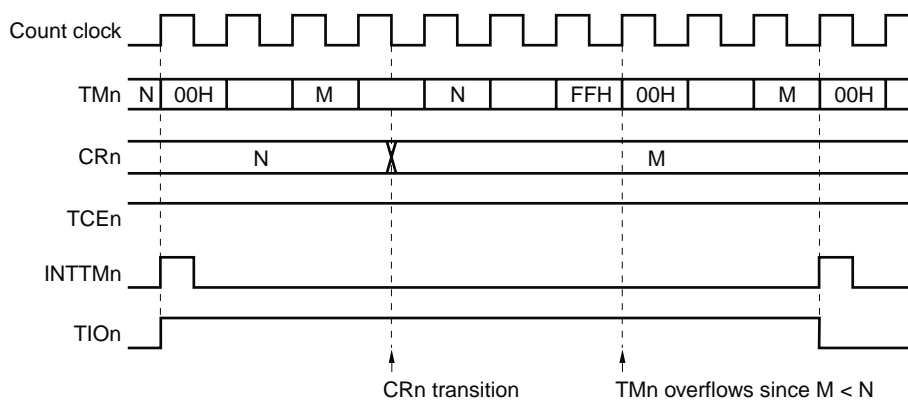 Count clock
TMn N 00H M N FFH 00H M 00H
CRn N M
TCEn
INTTMn
TIOn
CRn transition TMn overflows since M < N